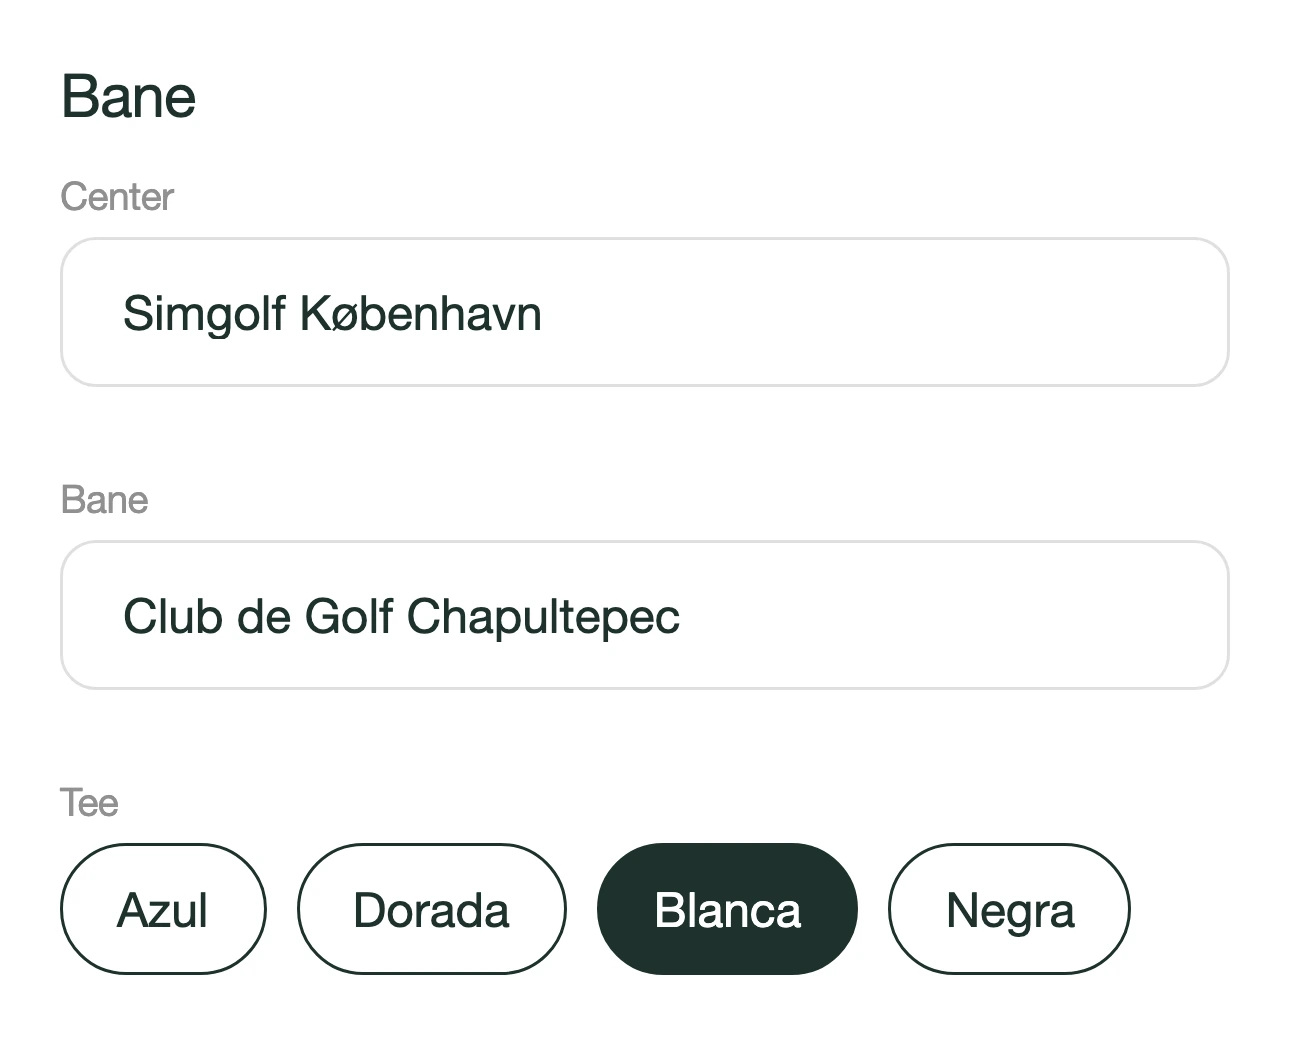 Bane
Center
Simgolf København
Bane
Club de Golf Chapultepec
Tee
Azul Dorada Blanca Negra